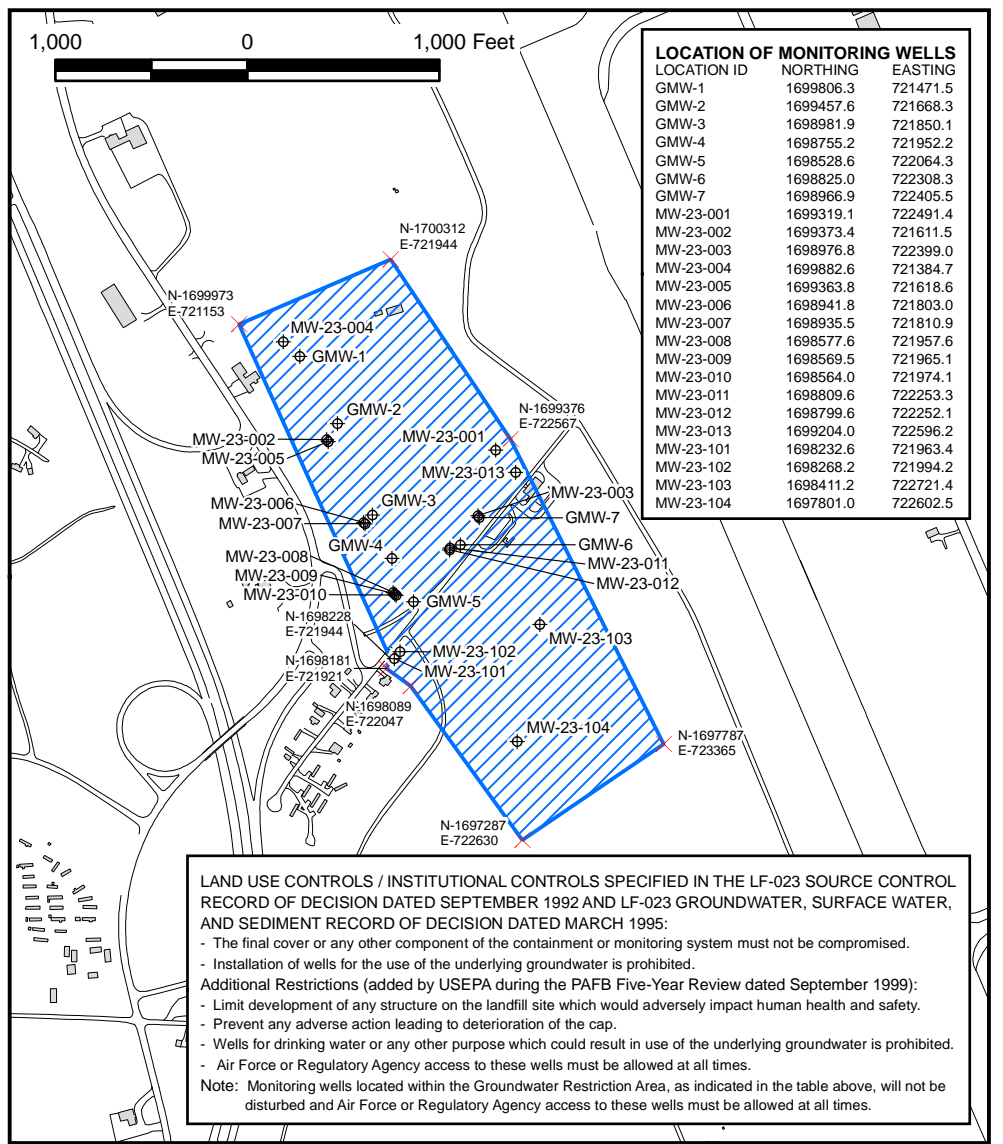 1,000 0 1,000 Feet
LOCATION OF MONITORING WELLS
LOCATION ID NORTHING EASTING
GMW-1 1699806.3 721471.5
GMW-2 1699457.6 721668.3
GMW-3 1698981.9 721850.1
GMW-4 1698755.2 721952.2
GMW-5 1698528.6 722064.3
GMW-6 1698825.0 722308.3
GMW-7 1698966.9 722405.5
MW-23-001 1699319.1 722491.4
MW-23-002 1699373.4 721611.5
MW-23-003 1698976.8 722399.0
MW-23-004 1699882.6 721384.7
MW-23-005 1699363.8 721618.6
MW-23-006 1698941.8 721803.0
MW-23-007 1698935.5 721810.9
MW-23-008 1698577.6 721957.6
MW-23-009 1698569.5 721965.1
MW-23-010 1698564.0 721974.1
MW-23-011 1698809.6 722253.3
MW-23-012 1698799.6 722252.1
MW-23-013 1699204.0 722596.2
MW-23-101 1698232.6 721963.4
MW-23-102 1698268.2 721994.2
MW-23-103 1698411.2 722721.4
MW-23-104 1697801.0 722602.5
N-1700312
E-721944
N-1699973
E-721153
MW-23-004
GMW-1
GMW-2
N-1699376
E-722567
MW-23-002
MW-23-001
MW-23-005
MW-23-013
MW-23-003
MW-23-006
GMW-3
MW-23-007
GMW-7
GMW-4
GMW-6
MW-23-008
MW-23-011
MW-23-009
MW-23-012
MW-23-010
GMW-5
N-1698228
E-721944
MW-23-103
MW-23-102
N-1698181
E-721921
MW-23-101
N-1698089
E-722047
MW-23-104
N-1697787
E-723365
N-1697287
E-722630
LAND USE CONTROLS / INSTITUTIONAL CONTROLS SPECIFIED IN THE LF-023 SOURCE CONTROL
RECORD OF DECISION DATED SEPTEMBER 1992 AND LF-023 GROUNDWATER, SURFACE WATER,
AND SEDIMENT RECORD OF DECISION DATED MARCH 1995:
- The final cover or any other component of the containment or monitoring system must not be compromised.
- Installation of wells for the use of the underlying groundwater is prohibited.
Additional Restrictions (added by USEPA during the PAFB Five-Year Review dated September 1999):
- Limit development of any structure on the landfill site which would adversely impact human health and safety.
- Prevent any adverse action leading to deterioration of the cap.
- Wells for drinking water or any other purpose which could result in use of the underlying groundwater is prohibited.
- Air Force or Regulatory Agency access to these wells must be allowed at all times.
Note: Monitoring wells located within the Groundwater Restriction Area, as indicated in the table above, will not be
disturbed and Air Force or Regulatory Agency access to these wells must be allowed at all times.